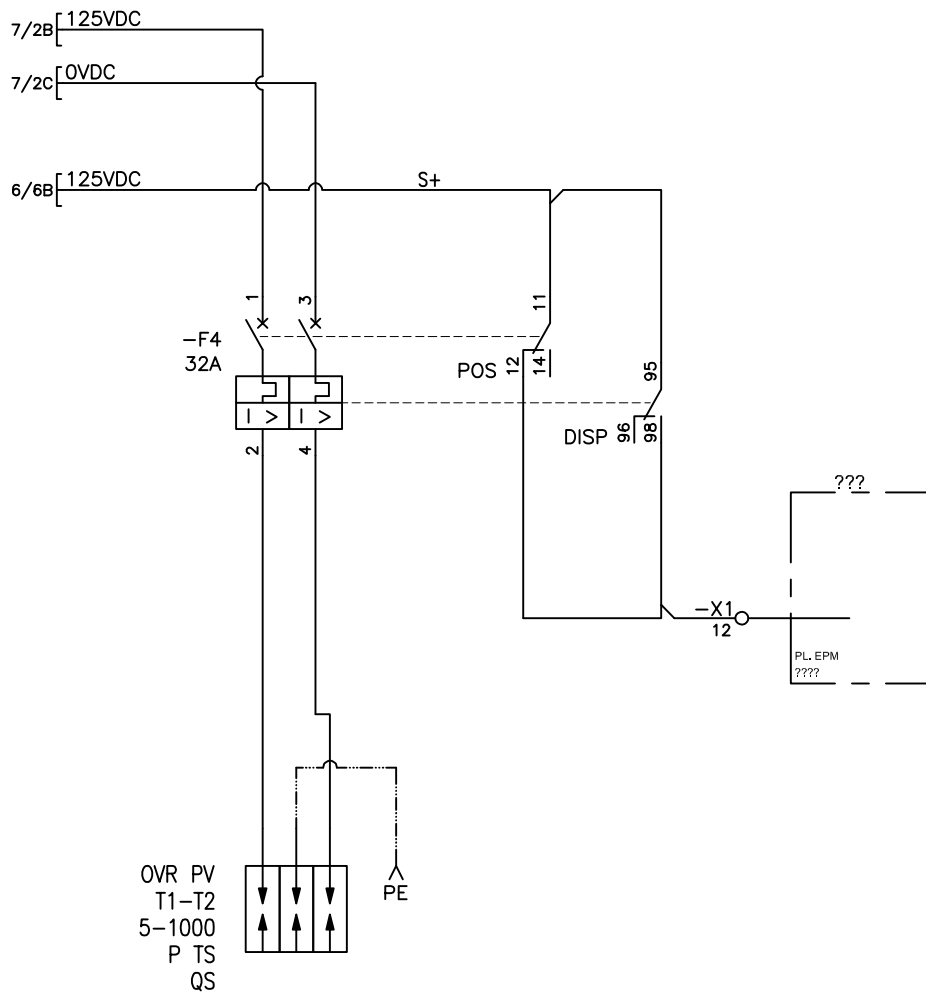 7/2B 125VDC
7/2C 0VDC
6/6B 125VDC S+
1 3 11
-F4
32A
POS 12 14
95
I > I >
DISP 96 98
2 4
???
-X1
12
PL. EPM
????
OVR PV
T1-T2
5-1000
P TS
QS
PE